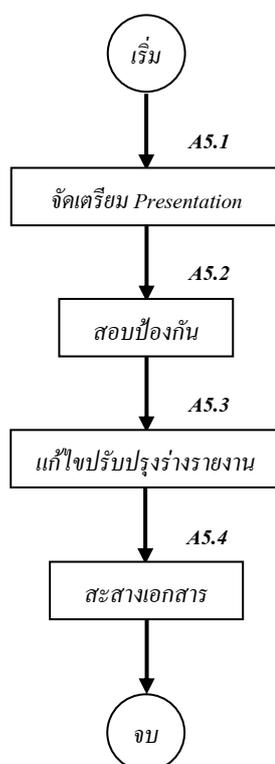 เริ่ม
A5.1
จัดเตรียม Presentation
A5.2
สอบป้องกัน
A5.3
แก้ไขปรับปรุงร่างรายงาน
A5.4
สะสางเอกสาร
จบ